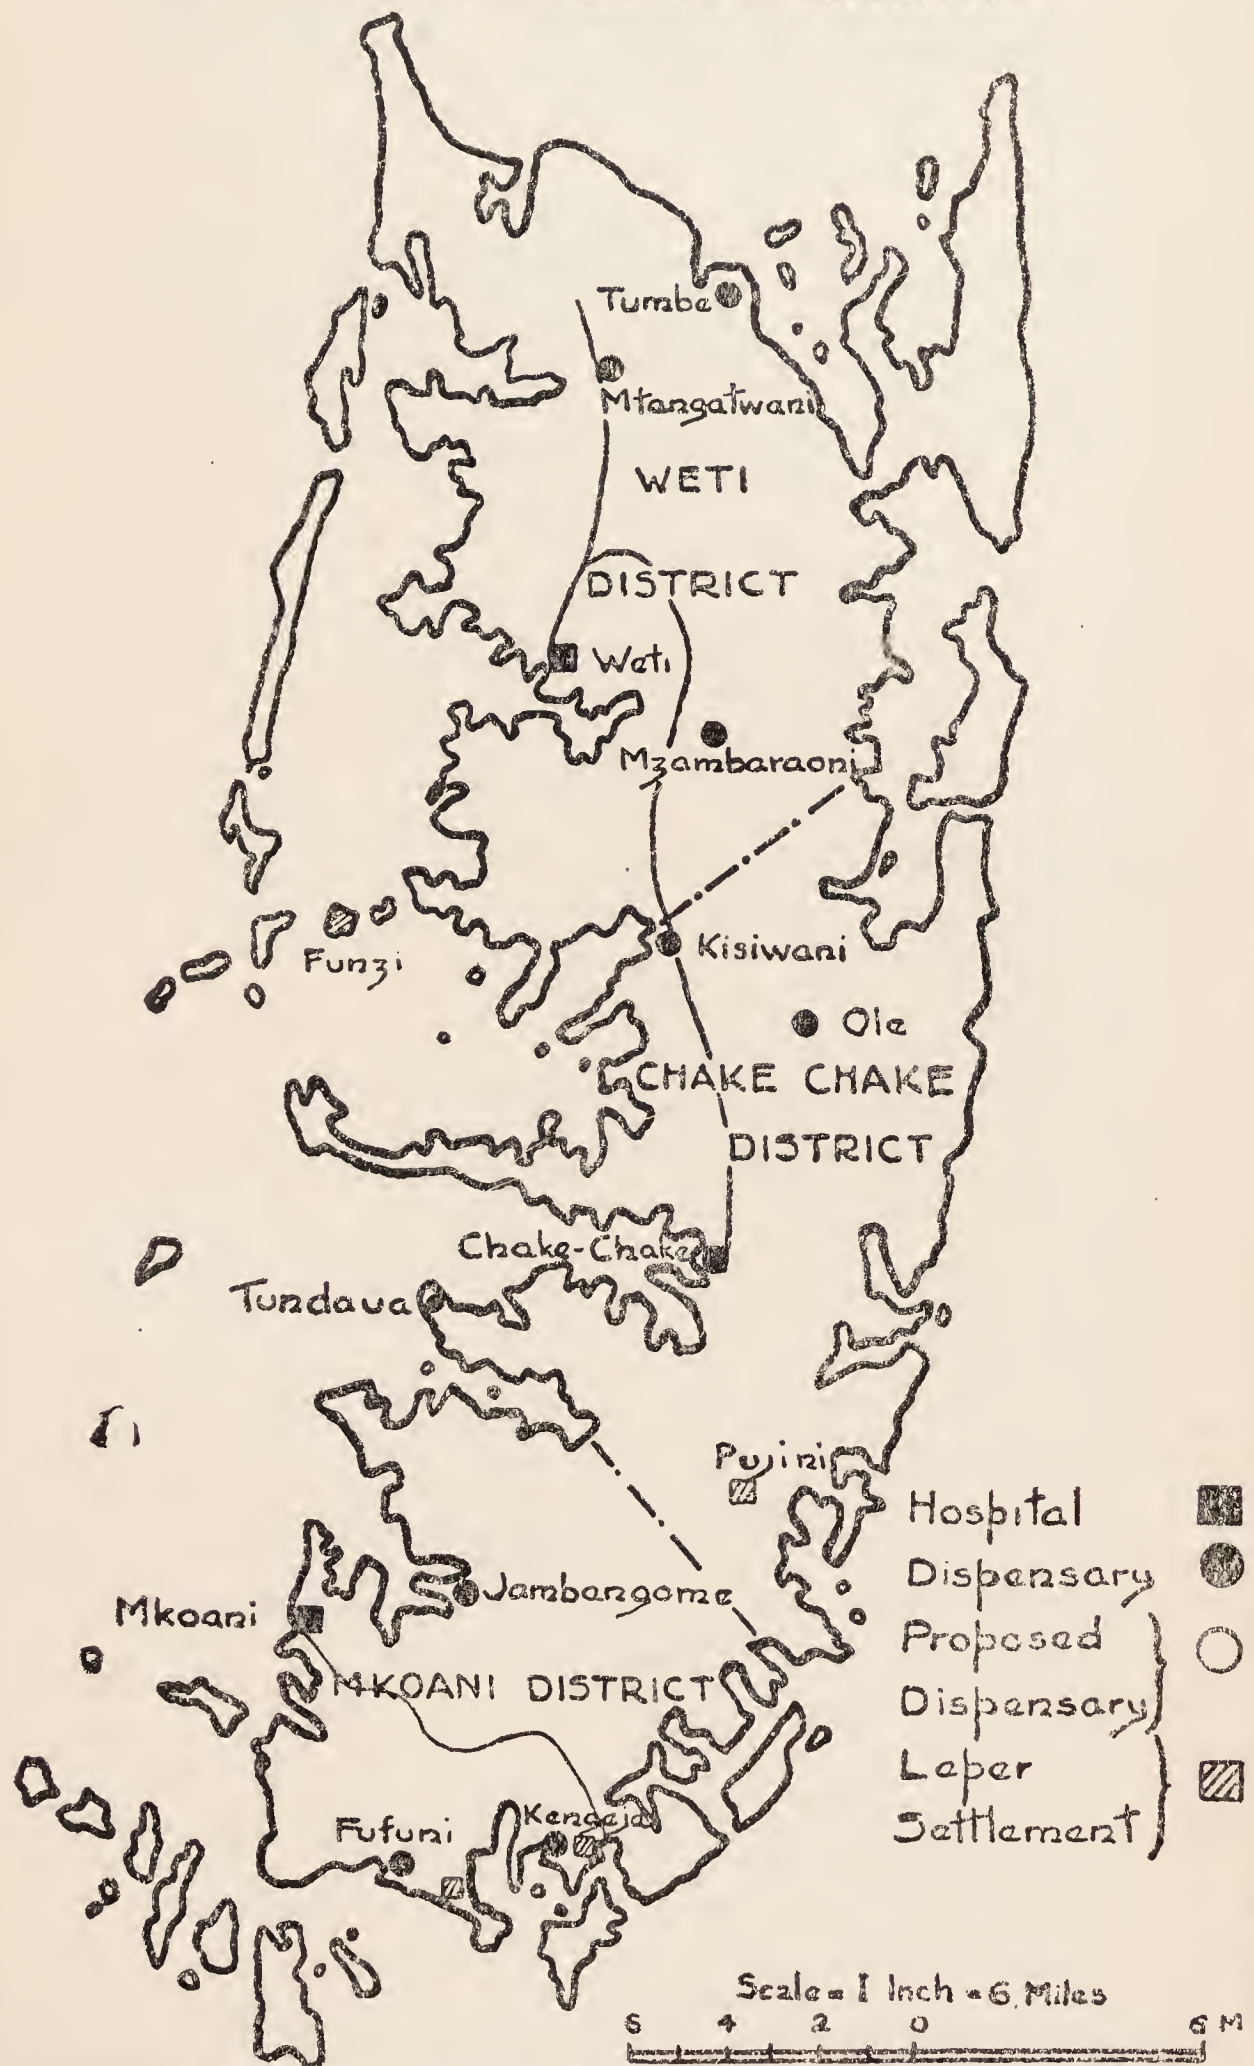 Tumbe
Mtangatwani
WETI
DISTRICT
Weti
Mzambaraoni
Kisiwani
Funzi
Ole
CHAKE CHAKE
DISTRICT
Chake-Chake
Tundaua
Pujini
Hospital
Dispensary
Jambangome
Mkoani
Proposed
Dispensary
MKOANI DISTRICT
Leper
Settlement
Kengeja
Fufuni
Scale = 1 Inch = 6 Miles
6 4 2 0 6 M